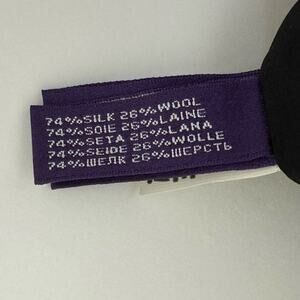 74%SILK 26%WOOL
74%SOIE 26%LAINE
74%SETA 26%LANA
74%SEIDE 26%WOLLE
74%ШЕЛК 26%ШЕРСТЬ